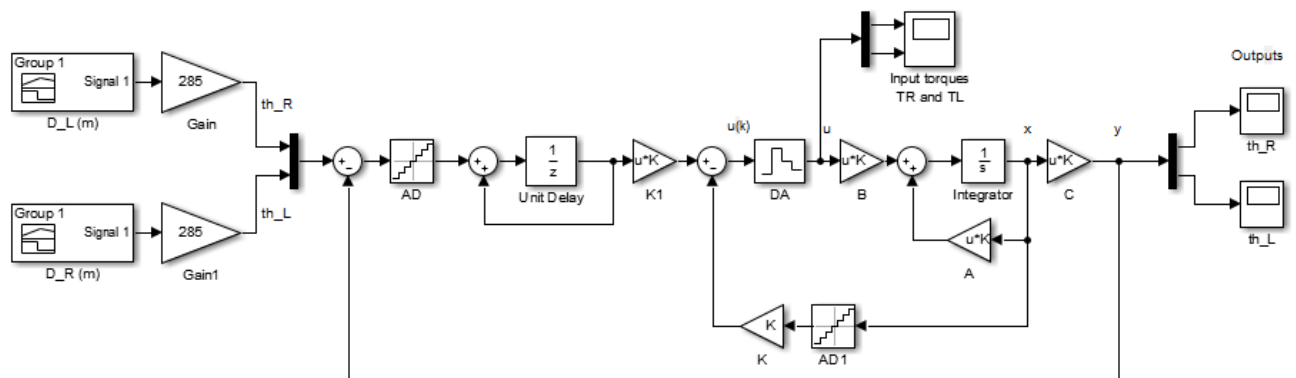 Group 1
Signal 1
D_L (m)
285
Gain
th_R
Group 1
Signal 1
D_R (m)
285
Gain1
th_L
+
-
AD
+
+
1
z
Unit Delay
u*K
K1
+
-
u(k)
DA
u
Input torques
TR and TL
u*K
B
+
+
1
s
Integrator
x
u*K
C
y
u*K
A
K
K
AD1
Outputs
th_R
th_L